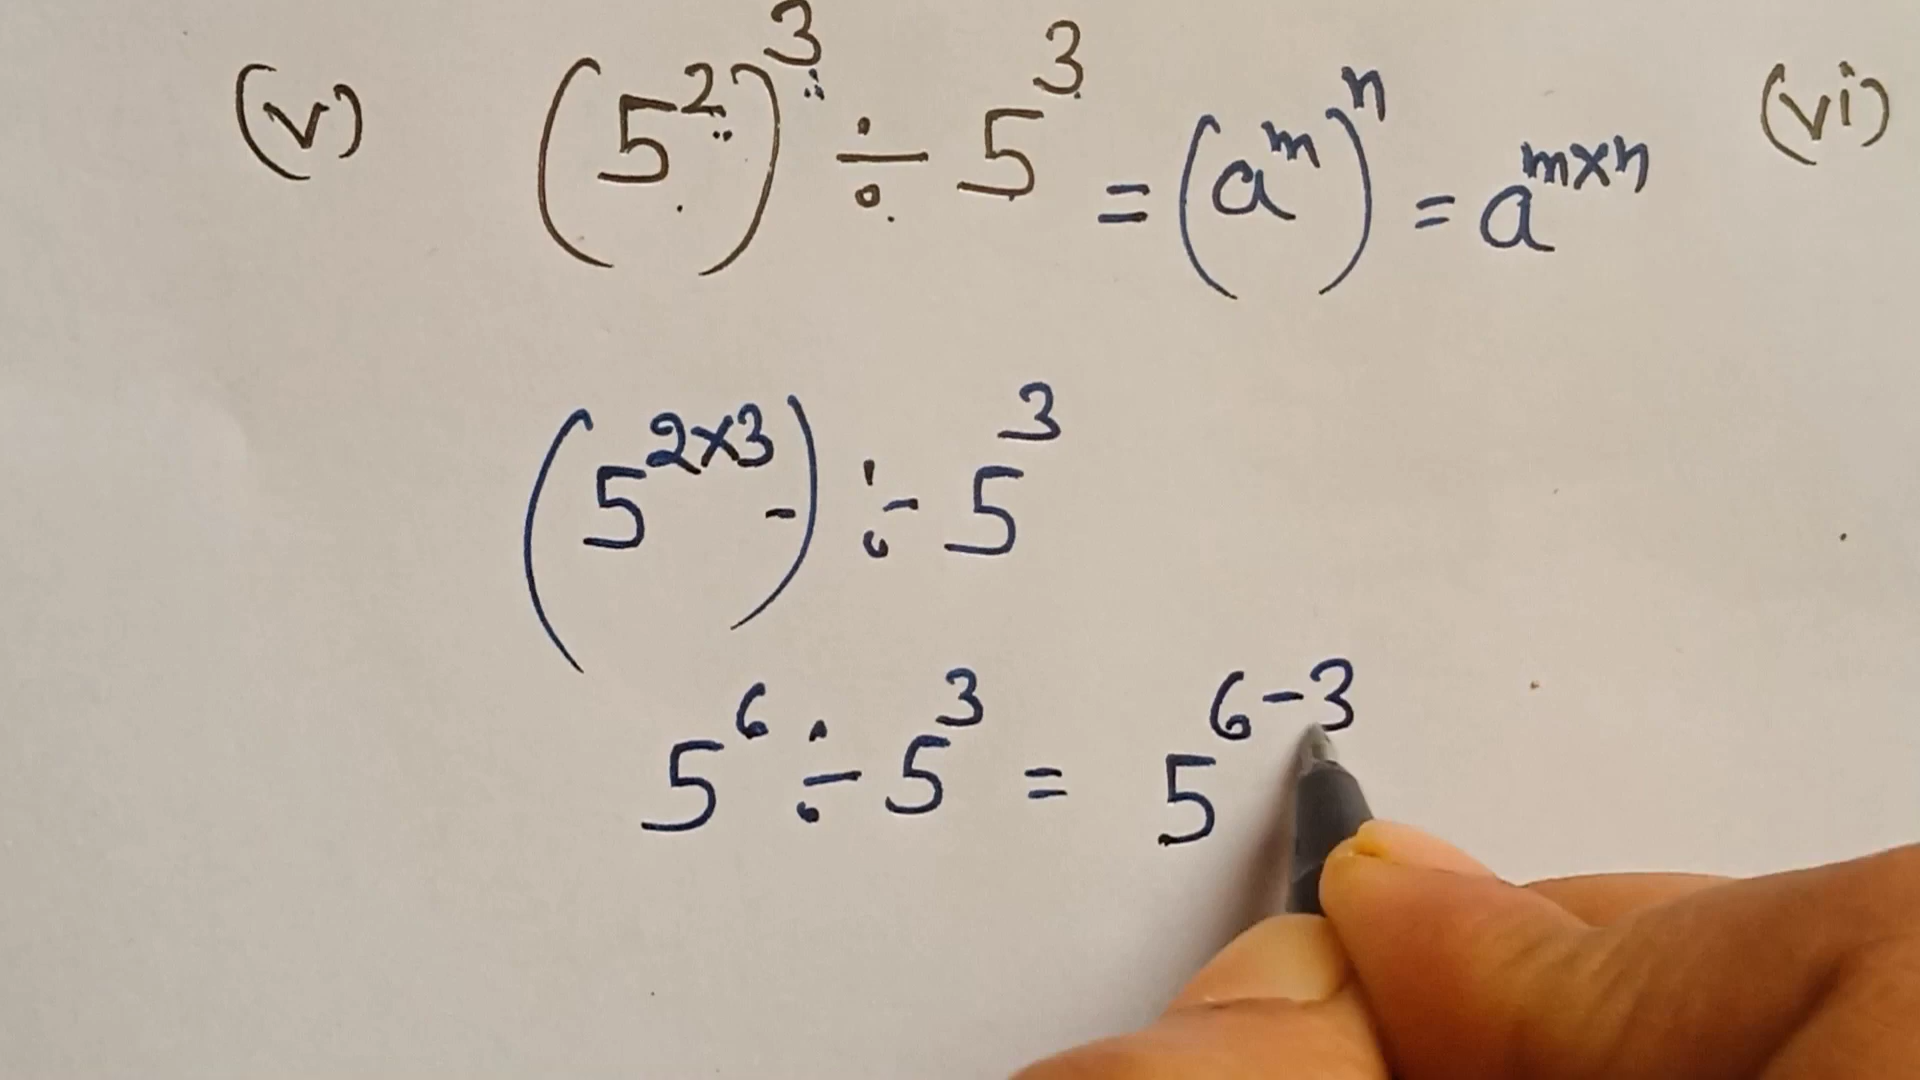 (v) (5²)³ ÷ 5³ = (aᵐ)ⁿ = aᵐˣⁿ (vi)
(5²ˣ³) ÷ 5³
5⁶ ÷ 5³ = 5⁶⁻³